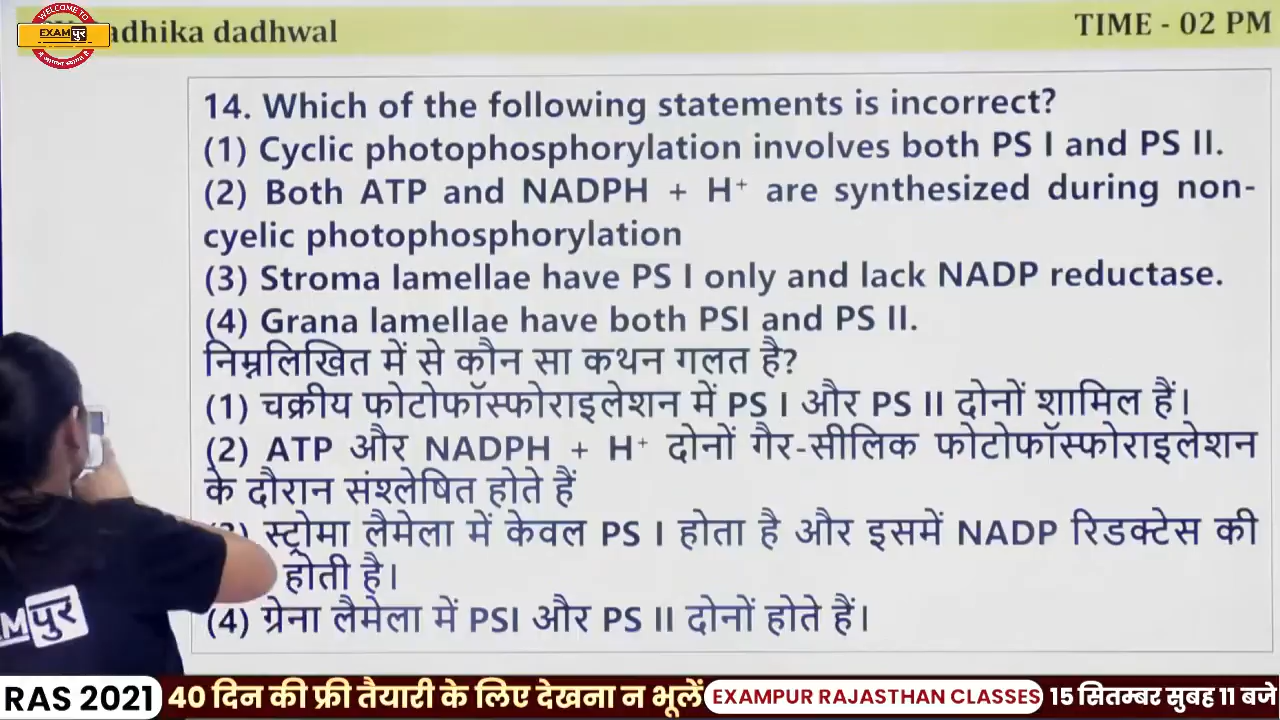 WELCOME TO
EXAMपुर
adhika dadhwal
TIME - 02 PM
14. Which of the following statements is incorrect?
(1) Cyclic photophosphorylation involves both PS I and PS II.
(2) Both ATP and NADPH + H⁺ are synthesized during non-
cyelic photophosphorylation
(3) Stroma lamellae have PS I only and lack NADP reductase.
(4) Grana lamellae have both PSI and PS II.
निम्नलिखित में से कौन सा कथन गलत है?
(1) चक्रीय फोटोफॉस्फोराइलेशन में PS I और PS II दोनों शामिल हैं।
(2) ATP और NADPH + H⁺ दोनों गैर-सीलिक फोटोफॉस्फोराइलेशन
के दौरान संश्लेषित होते हैं
स्ट्रोमा लैमेला में केवल PS I होता है और इसमें NADP रिडक्टेस की
होती है।
(4) ग्रेना लैमेला में PSI और PS II दोनों होते हैं।
Mपुर
RAS 2021 40 दिन की फ्री तैयारी के लिए देखना न भूलें EXAMPUR RAJASTHAN CLASSES 15 सितम्बर सुबह 11 बजे